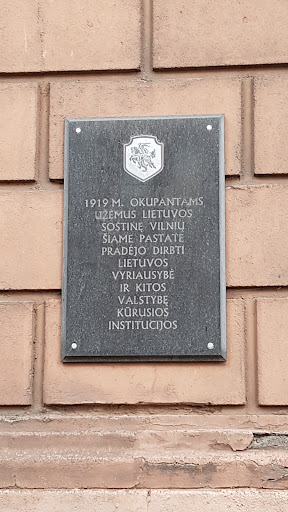 1919 M. OKUPANTAMS
UŽĖMUS LIETUVOS
SOSTINĘ VILNIŲ
ŠIAME PASTATE
PRADĖJO DIRBTI
LIETUVOS
VYRIAUSYBĖ
IR KITOS
VALSTYBĘ
KŪRUSIOS
INSTITUCIJOS